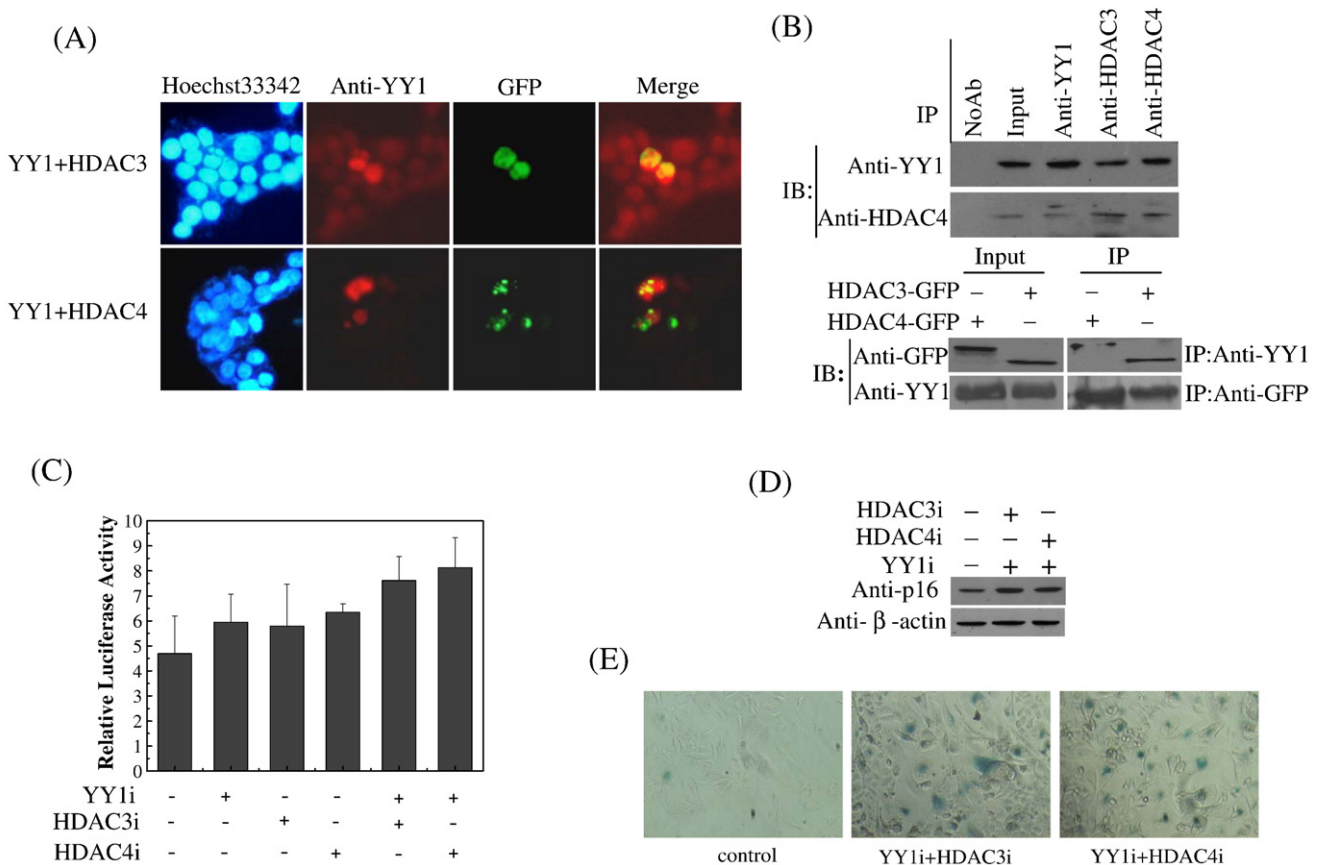 (A)
Hoechst33342 Anti-YY1 GFP Merge
YY1+HDAC3
YY1+HDAC4
(B)
IP NoAb Input Anti-YY1 Anti-HDAC3 Anti-HDAC4
IB: Anti-YY1
Anti-HDAC4
Input IP
HDAC3-GFP − + − +
HDAC4-GFP + − + −
IB: Anti-GFP IP:Anti-YY1
Anti-YY1 IP:Anti-GFP
(C)
Relative Luciferase Activity
10
9
8
7
6
5
4
3
2
1
0
YY1i - + - - + +
HDAC3i - - + - + -
HDAC4i - - - + - +
(D)
HDAC3i − + −
HDAC4i − − +
YY1i − + +
Anti-p16
Anti- β -actin
(E)
control YY1i+HDAC3i YY1i+HDAC4i